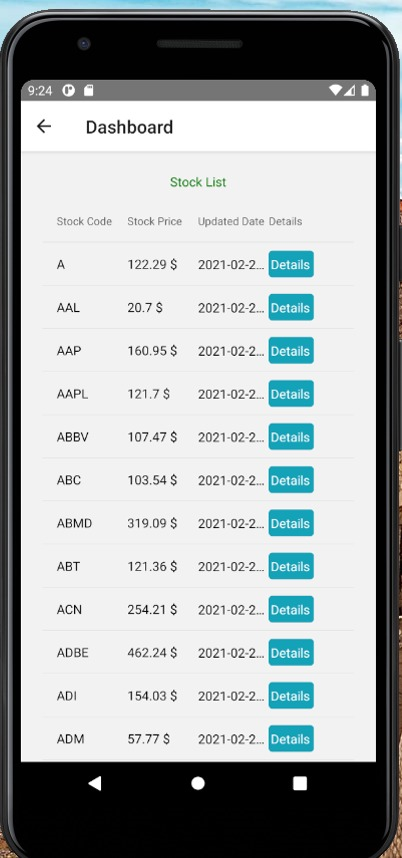 9:24
Dashboard
Stock List
Stock Code Stock Price Updated Date Details
A 122.29 $ 2021-02-2... Details
AAL 20.7 $ 2021-02-2... Details
AAP 160.95 $ 2021-02-2... Details
AAPL 121.7 $ 2021-02-2... Details
ABBV 107.47 $ 2021-02-2... Details
ABC 103.54 $ 2021-02-2... Details
ABMD 319.09 $ 2021-02-2... Details
ABT 121.36 $ 2021-02-2... Details
ACN 254.21 $ 2021-02-2... Details
ADBE 462.24 $ 2021-02-2... Details
ADI 154.03 $ 2021-02-2... Details
ADM 57.77 $ 2021-02-2... Details